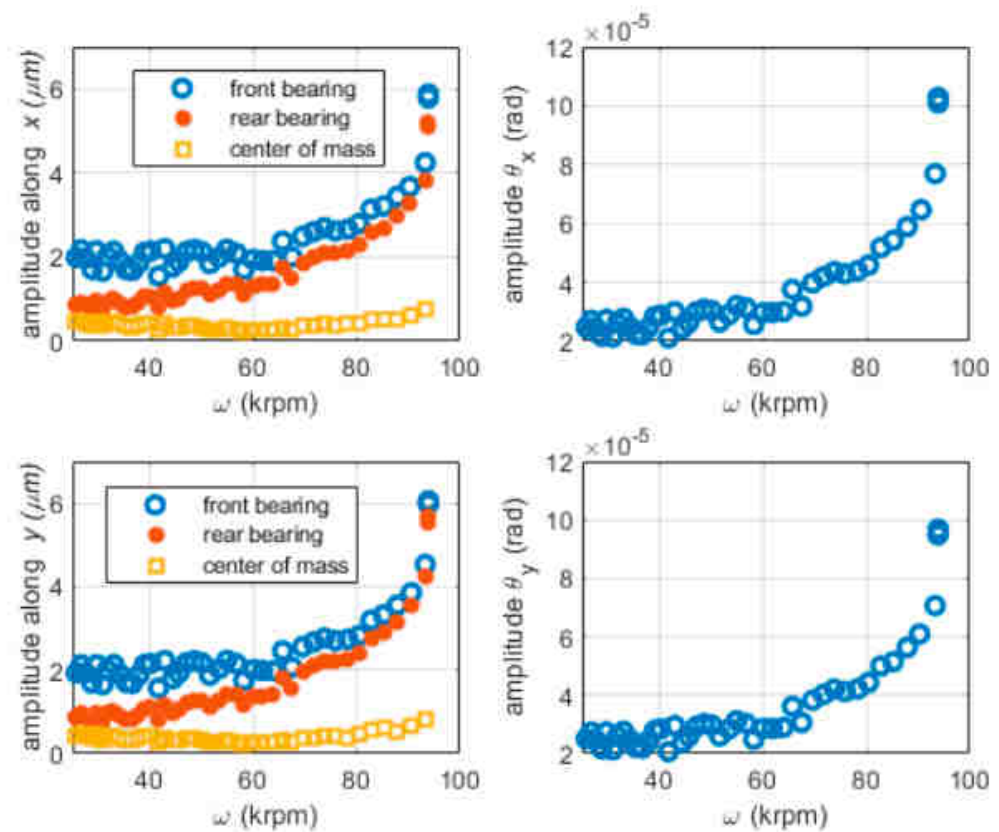 amplitude along x (μm)
6
4
2
0
front bearing
rear bearing
center of mass
40
60
80
100
ω (krpm)
×10-5
amplitude θx (rad)
12
10
8
6
4
2
40
60
80
100
ω (krpm)
amplitude along y (μm)
6
4
2
0
front bearing
rear bearing
center of mass
40
60
80
100
ω (krpm)
×10-5
amplitude θy (rad)
12
10
8
6
4
2
40
60
80
100
ω (krpm)